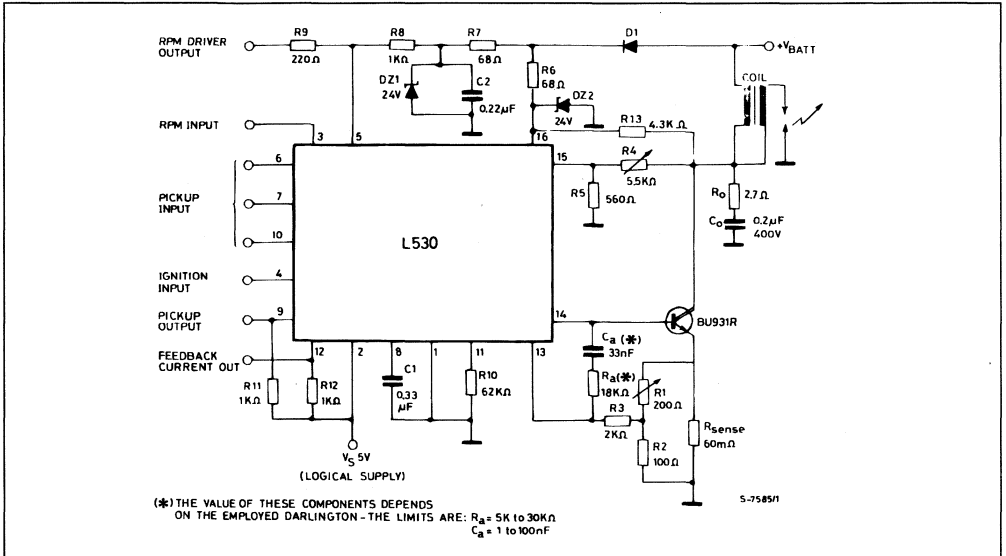 RPM DRIVER
OUTPUT
R9
220Ω
R8
1KΩ
R7
68Ω
D1
+VBATT
DZ1
24V
C2
0.22µF
R6
68Ω
DZ2
24V
COIL
RPM INPUT
3
5
16
R13
4.3KΩ
6
15
R4
5.5KΩ
PICKUP
INPUT
7
R5
560Ω
Ro
2.7Ω
Co
0.2µF
400V
10
L530
IGNITION
INPUT
4
PICKUP
OUTPUT
9
14
BU931R
FEEDBACK
CURRENT OUT
12
2
8
1
11
13
Ca (*)
33nF
R11
1KΩ
R12
1KΩ
C1
0.33
µF
R10
62KΩ
Ra(*)
18KΩ
R3
2KΩ
R1
200Ω
R2
100Ω
Rsense
60mΩ
VS 5V
(LOGICAL SUPPLY)
S-7585/1
(*) THE VALUE OF THESE COMPONENTS DEPENDS
ON THE EMPLOYED DARLINGTON - THE LIMITS ARE: Ra = 5K to 30KΩ
Ca = 1 to 100nF